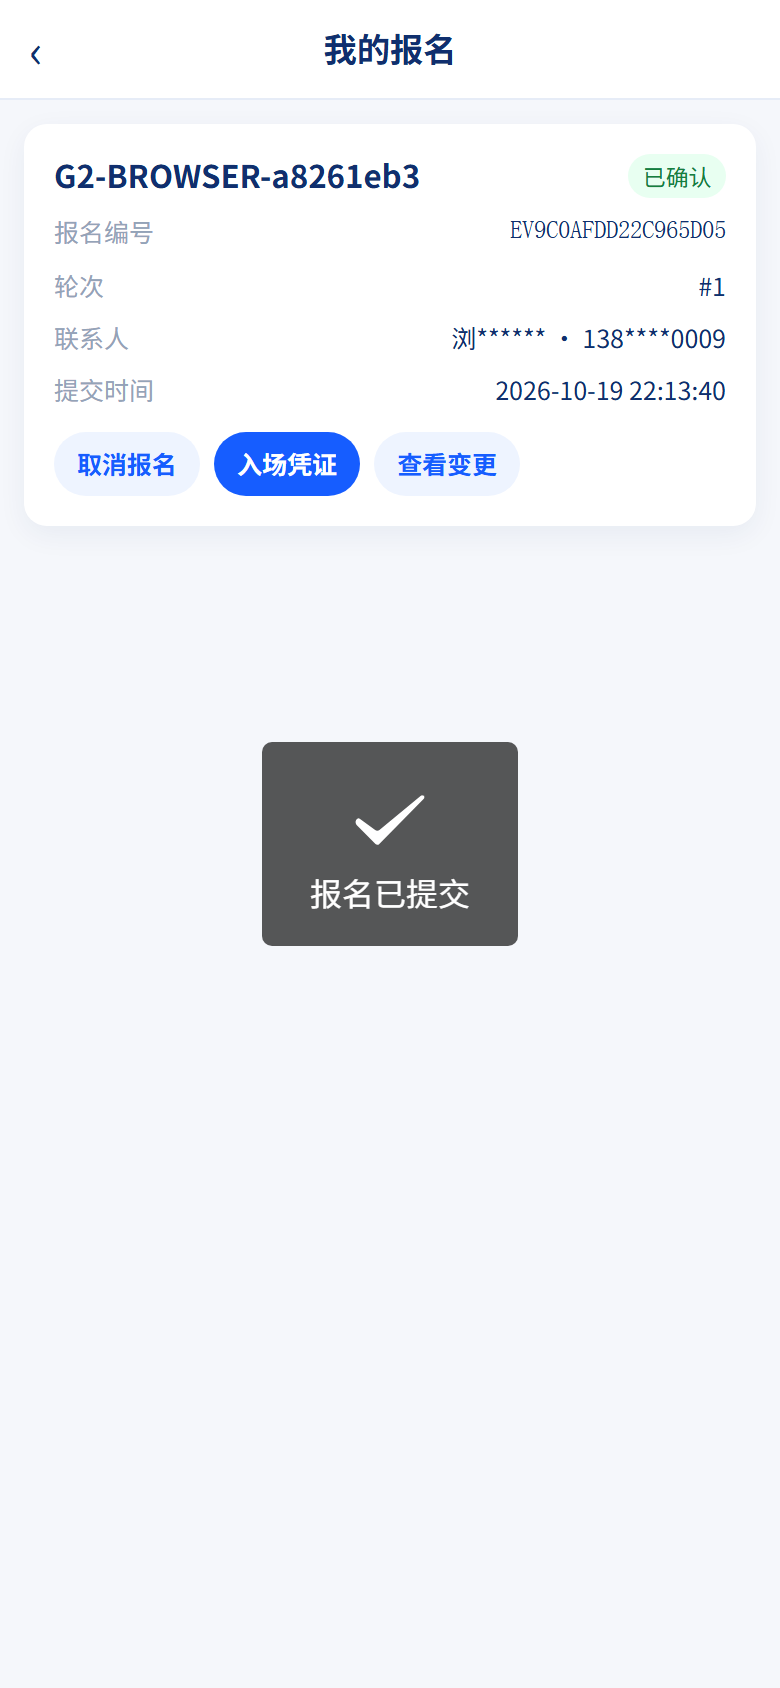 ‹ 我的报名
G2-BROWSER-a8261eb3 已确认
报名编号 EV9C0AFDD22C965D05
轮次 #1
联系人 浏****** · 138****0009
提交时间 2026-10-19 22:13:40
取消报名 入场凭证 查看变更
报名已提交